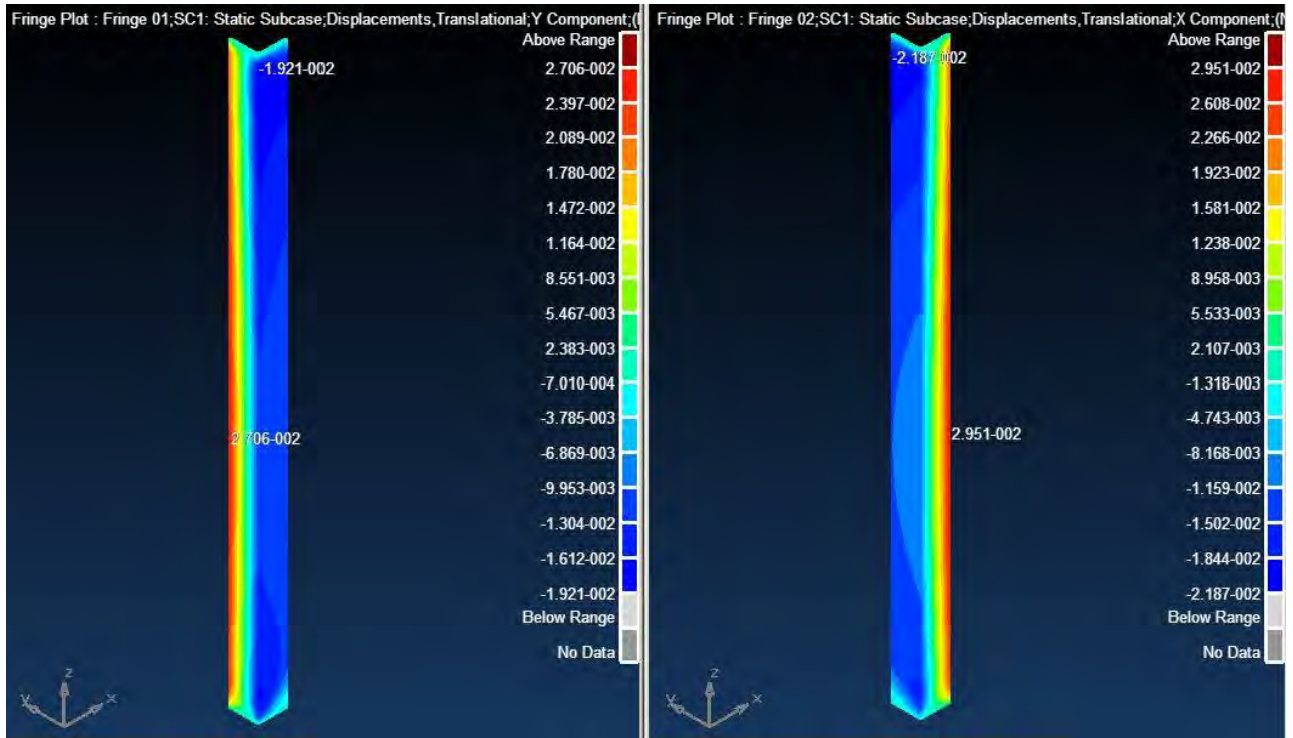 Fringe Plot : Fringe 01;SC1: Static Subcase;Displacements,Translational;Y Component;(
Above Range
2.706-002
2.397-002
2.089-002
1.780-002
1.472-002
1.164-002
8.551-003
5.467-003
2.383-003
-7.010-004
-3.785-003
-6.869-003
-9.953-003
-1.304-002
-1.612-002
-1.921-002
Below Range
No Data
-1.921-002
2.706-002
z
y
x
Fringe Plot : Fringe 02;SC1: Static Subcase;Displacements,Translational;X Component;(
Above Range
2.951-002
2.608-002
2.266-002
1.923-002
1.581-002
1.238-002
8.958-003
5.533-003
2.107-003
-1.318-003
-4.743-003
-8.168-003
-1.159-002
-1.502-002
-1.844-002
-2.187-002
Below Range
No Data
-2.187-002
2.951-002
z
y
x